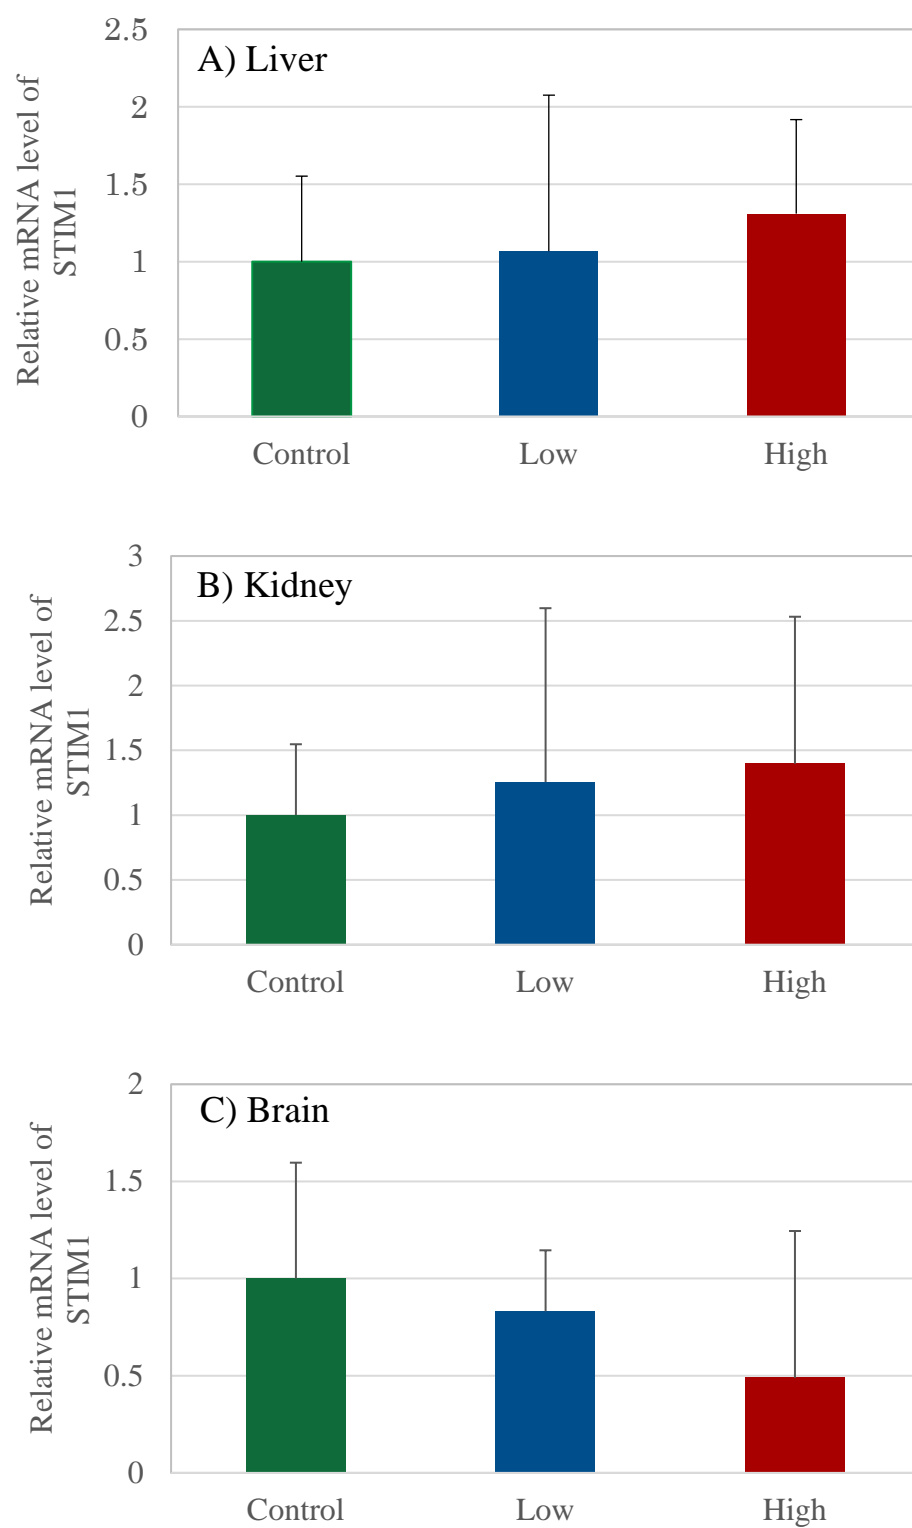 A) Liver
Relative mRNA level of
STIM1
2.5
2
1.5
1
0.5
0
Control Low High
B) Kidney
Relative mRNA level of
STIM1
3
2.5
2
1.5
1
0.5
0
Control Low High
C) Brain
Relative mRNA level of
STIM1
2
1.5
1
0.5
0
Control Low High